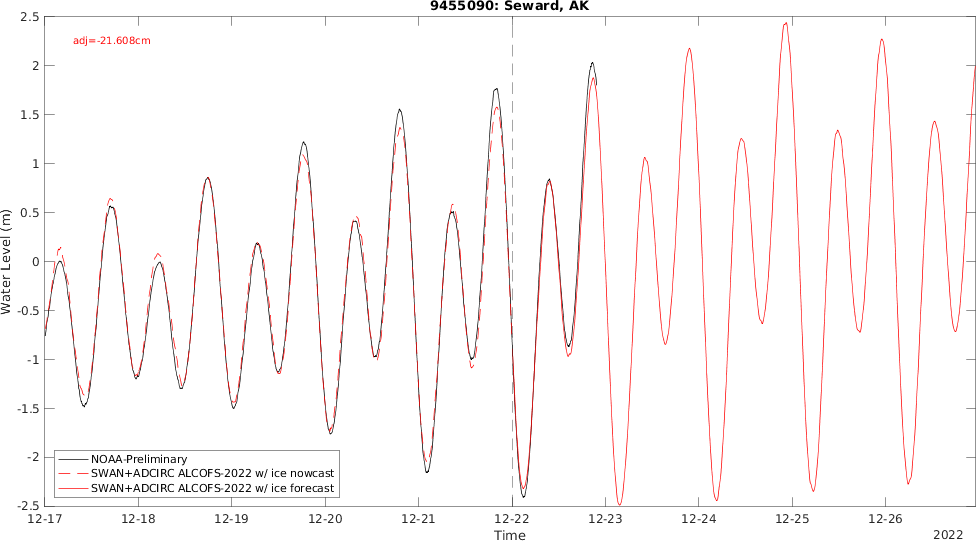 9455090: Seward, AK
adj=-21.608cm
2.5
2
1.5
1
0.5
0
-0.5
-1
-1.5
-2
-2.5
Water Level (m)
NOAA-Preliminary
SWAN+ADCIRC ALCOFS-2022 w/ ice nowcast
SWAN+ADCIRC ALCOFS-2022 w/ ice forecast
12-17 12-18 12-19 12-20 12-21 12-22 12-23 12-24 12-25 12-26
Time
2022